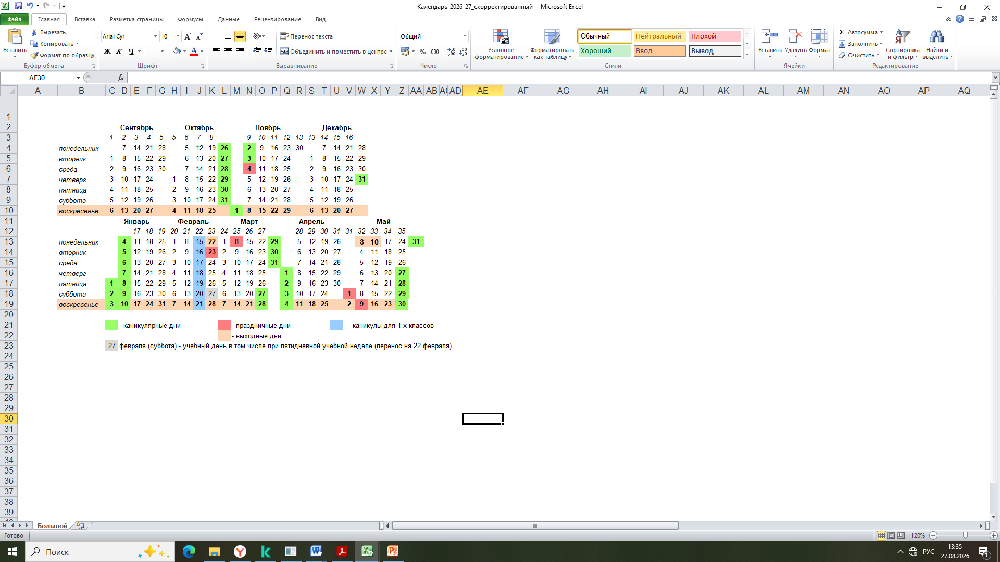 Календарь-2026-27_скорректированный - Microsoft Excel
Файл Главная Вставка Разметка страницы Формулы Данные Рецензирование Вид
Вставить
Вырезать
Копировать
Формат по образцу
Буфер обмена
Arial Cyr 10
Ж К Ч
Шрифт
Перенос текста
Объединить и поместить в центре
Выравнивание
Общий
% 000
Число
Условное форматирование
Форматировать как таблицу
Обычный Нейтральный Плохой
Хороший Ввод Вывод
Стили
Вставить Удалить Формат
Ячейки
Σ Автосумма
Заполнить
Очистить
Сортировка и фильтр
Найти и выделить
Редактирование
AE30 fx
A B C D E F G H I J K L M N O P Q R S T U V W X Y Z AA AB AC AD AE AF AG AH AI AJ AK AL AM AN AO AP AQ
1
2 Сентябрь Октябрь Ноябрь Декабрь
3 1 2 3 4 5 5 6 7 8 9 10 11 12 13 13 14 15 16
4 понедельник 7 14 21 28 5 12 19 26 2 9 16 23 30 7 14 21 28
5 вторник 1 8 15 22 29 6 13 20 27 3 10 17 24 1 8 15 22 29
6 среда 2 9 16 23 30 7 14 21 28 4 11 18 25 2 9 16 23 30
7 четверг 3 10 17 24 1 8 15 22 29 5 12 19 26 3 10 17 24 31
8 пятница 4 11 18 25 2 9 16 23 30 6 13 20 27 4 11 18 25
9 суббота 5 12 19 26 3 10 17 24 31 7 14 21 28 5 12 19 26
10 воскресенье 6 13 20 27 4 11 18 25 1 8 15 22 29 6 13 20 27
11 Январь Февраль Март Апрель Май
12 17 18 19 20 21 22 23 24 25 26 27 28 29 30 31 31 32 33 34 35
13 понедельник 4 11 18 25 1 8 15 22 1 8 15 22 29 5 12 19 26 3 10 17 24 31
14 вторник 5 12 19 26 2 9 16 23 2 9 16 23 30 6 13 20 27 4 11 18 25
15 среда 6 13 20 27 3 10 17 24 3 10 17 24 31 7 14 21 28 5 12 19 26
16 четверг 7 14 21 28 4 11 18 25 4 11 18 25 1 8 15 22 29 6 13 20 27
17 пятница 1 8 15 22 29 5 12 19 26 5 12 19 26 2 9 16 23 30 7 14 21 28
18 суббота 2 9 16 23 30 6 13 20 27 6 13 20 27 3 10 17 24 1 8 15 22 29
19 воскресенье 3 10 17 24 31 7 14 21 28 7 14 21 28 4 11 18 25 2 9 16 23 30
20
21 - каникулярные дни - праздничные дни - каникулы для 1-х классов
22 - выходные дни
23 27 февраля (суббота) - учебный день,в том числе при пятидневной учебной неделе (перенос на 22 февраля)
24
25
26
27
28
29
30
31
32
33
34
35
36
37
38
39
Большой
Готово 120%
Поиск
РУС
13:35
27.08.2026
1